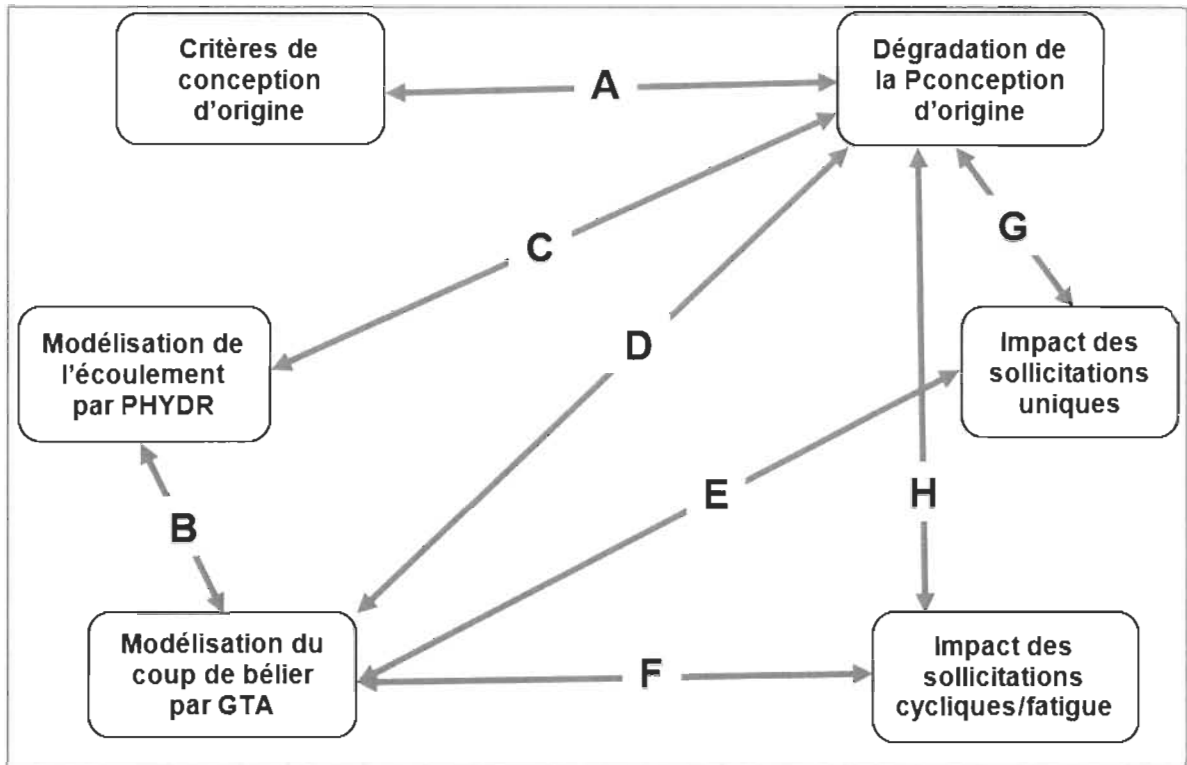 Critères de
conception
d'origine
A
Dégradation de
la Pconception
d'origine
C
G
D
Modélisation de
l'écoulement
par PHYDR
Impact des
sollicitations
uniques
B
E
H
Modélisation du
coup de bélier
par GTA
F
Impact des
sollicitations
cycliques/fatigue